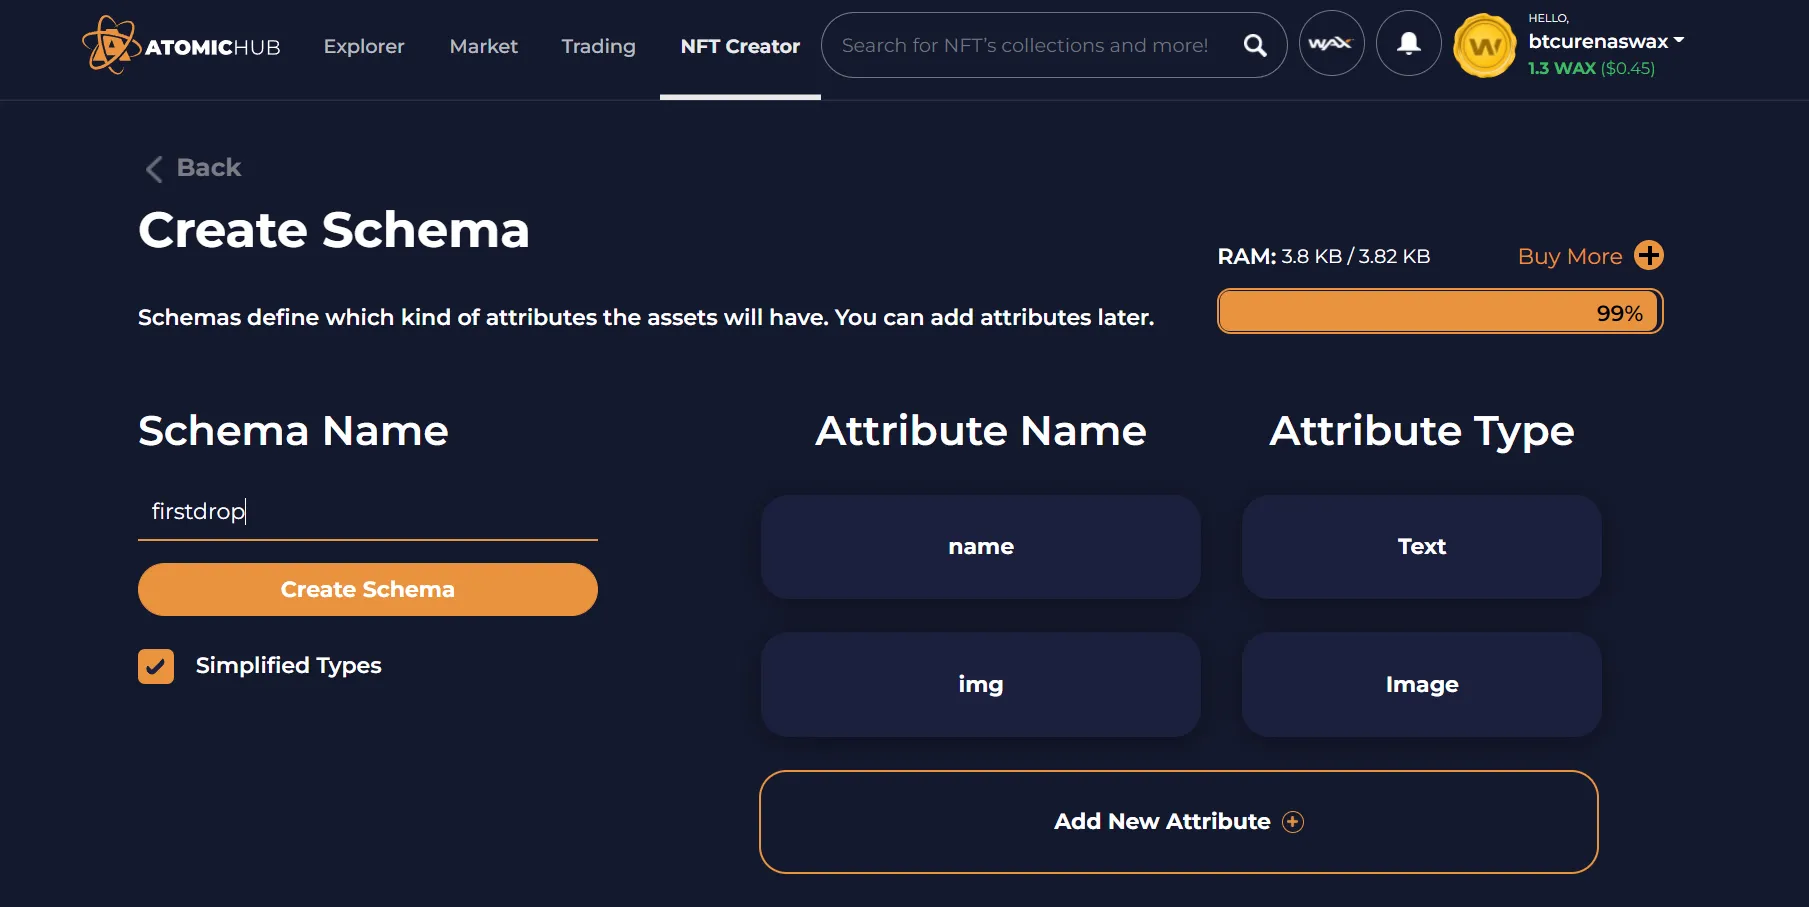 ATOMICHUB Explorer Market Trading NFT Creator Search for NFT's collections and more! WAX W HELLO,
btcurenaswax
1.3 WAX ($0.45)
Back
Create Schema
RAM: 3.8 KB / 3.82 KB Buy More
Schemas define which kind of attributes the assets will have. You can add attributes later. 99%
Schema Name Attribute Name Attribute Type
firstdrop
name Text
Create Schema
Simplified Types
img Image
Add New Attribute